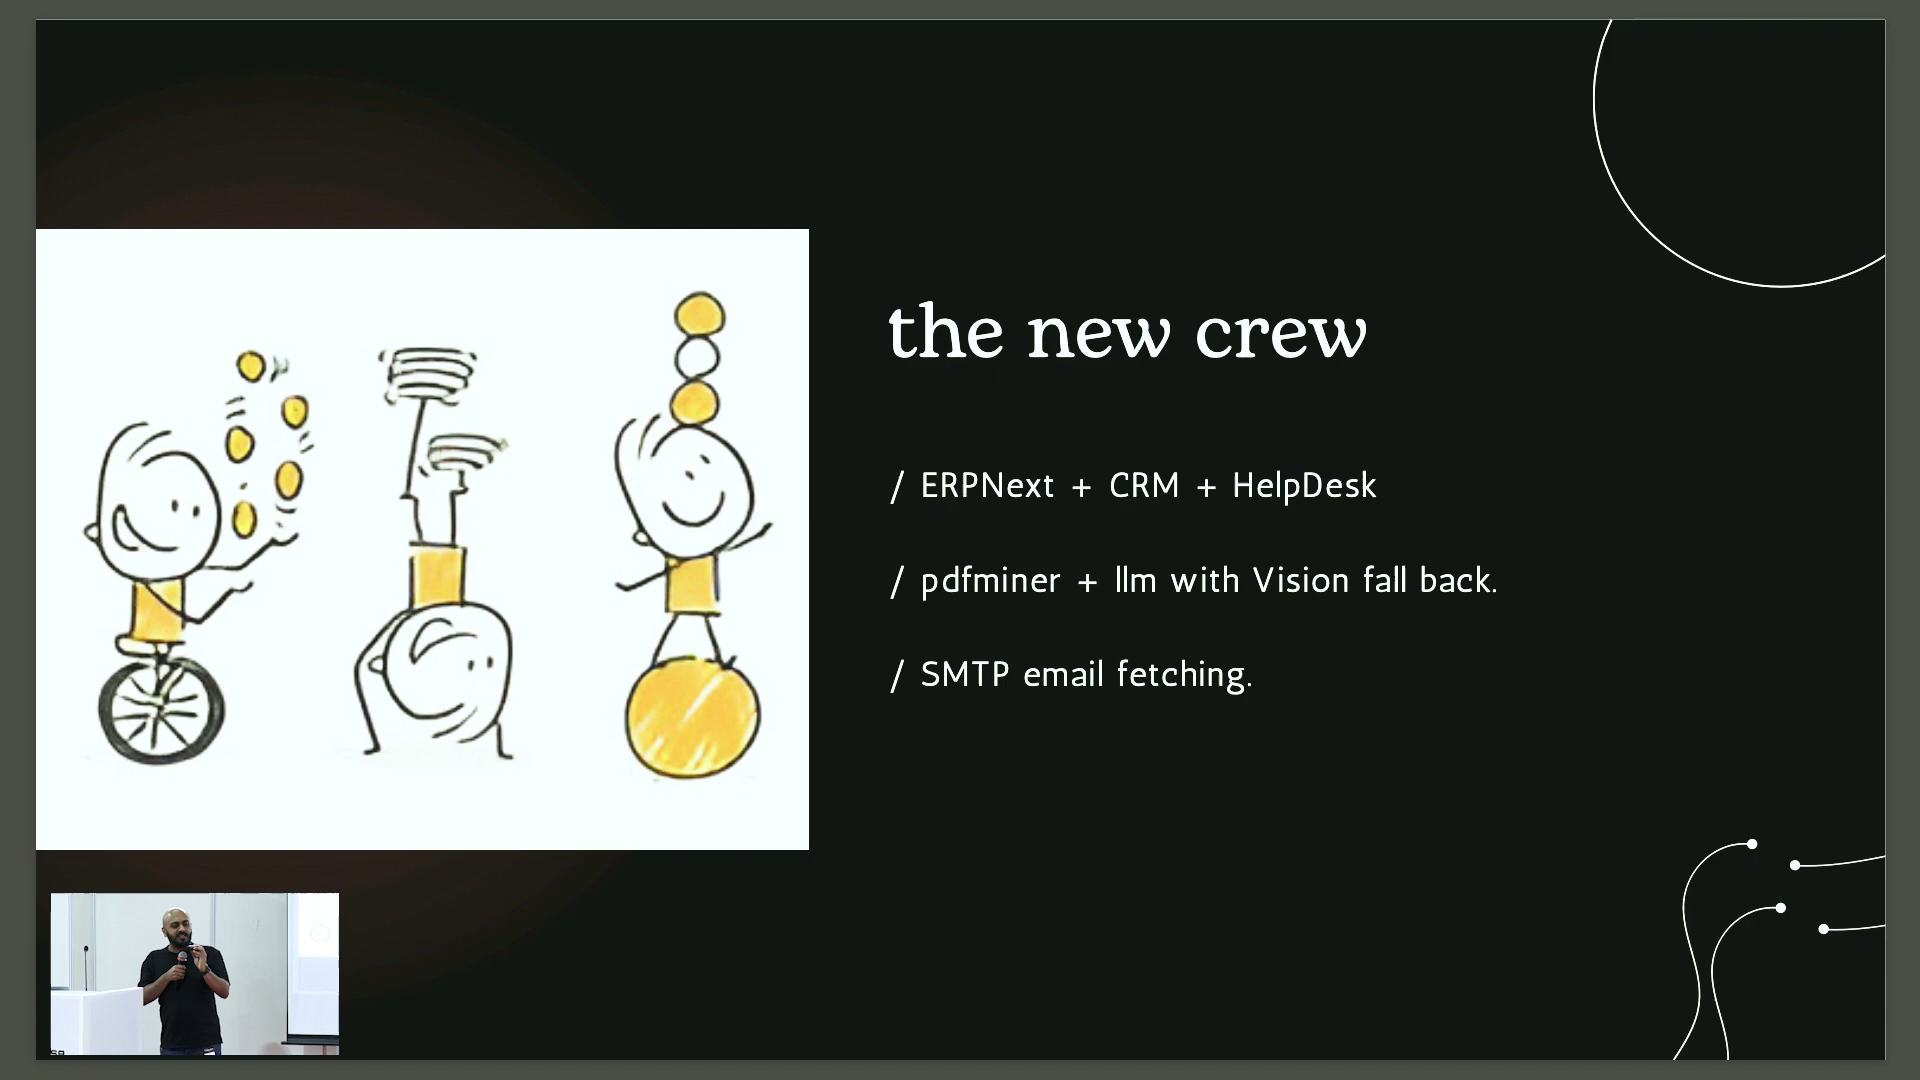 the new crew
/ ERPNext + CRM + HelpDesk
/ pdfminer + llm with Vision fall back.
/ SMTP email fetching.